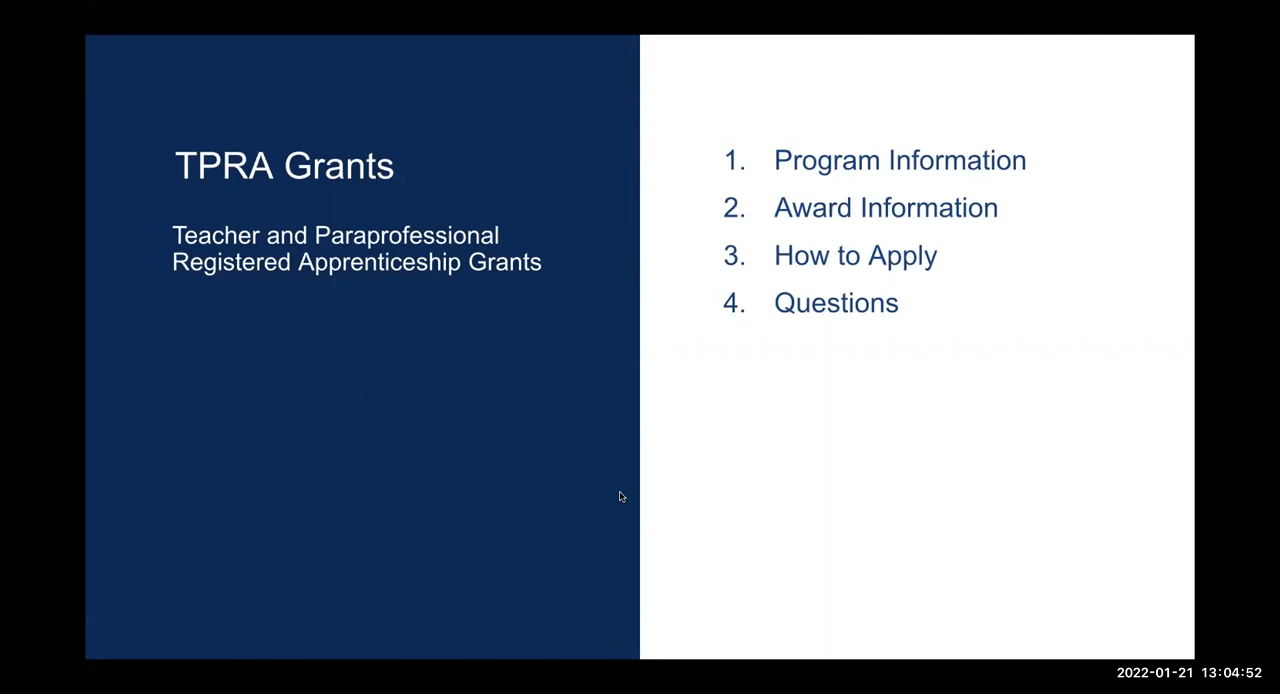 TPRA Grants
Teacher and Paraprofessional
Registered Apprenticeship Grants
1. Program Information
2. Award Information
3. How to Apply
4. Questions
2022-01-21 13:04:52